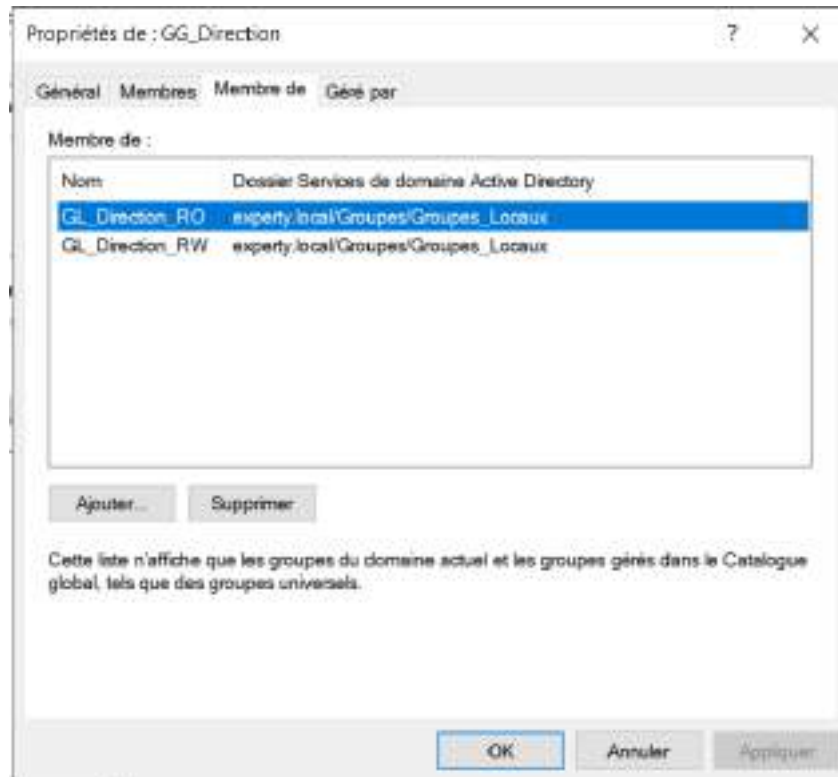 Propriétés de : GG_Direction ? ×
Général Membres Membre de Géré par
Membre de :
Nom Dossier Services de domaine Active Directory
GL_Direction_RO experty.local/Groupes/Groupes_Locaux
GL_Direction_RW experty.local/Groupes/Groupes_Locaux
Ajouter... Supprimer
Cette liste n'affiche que les groupes du domaine actuel et les groupes gérés dans le Catalogue
global, tels que des groupes universels.
OK Annuler Appliquer